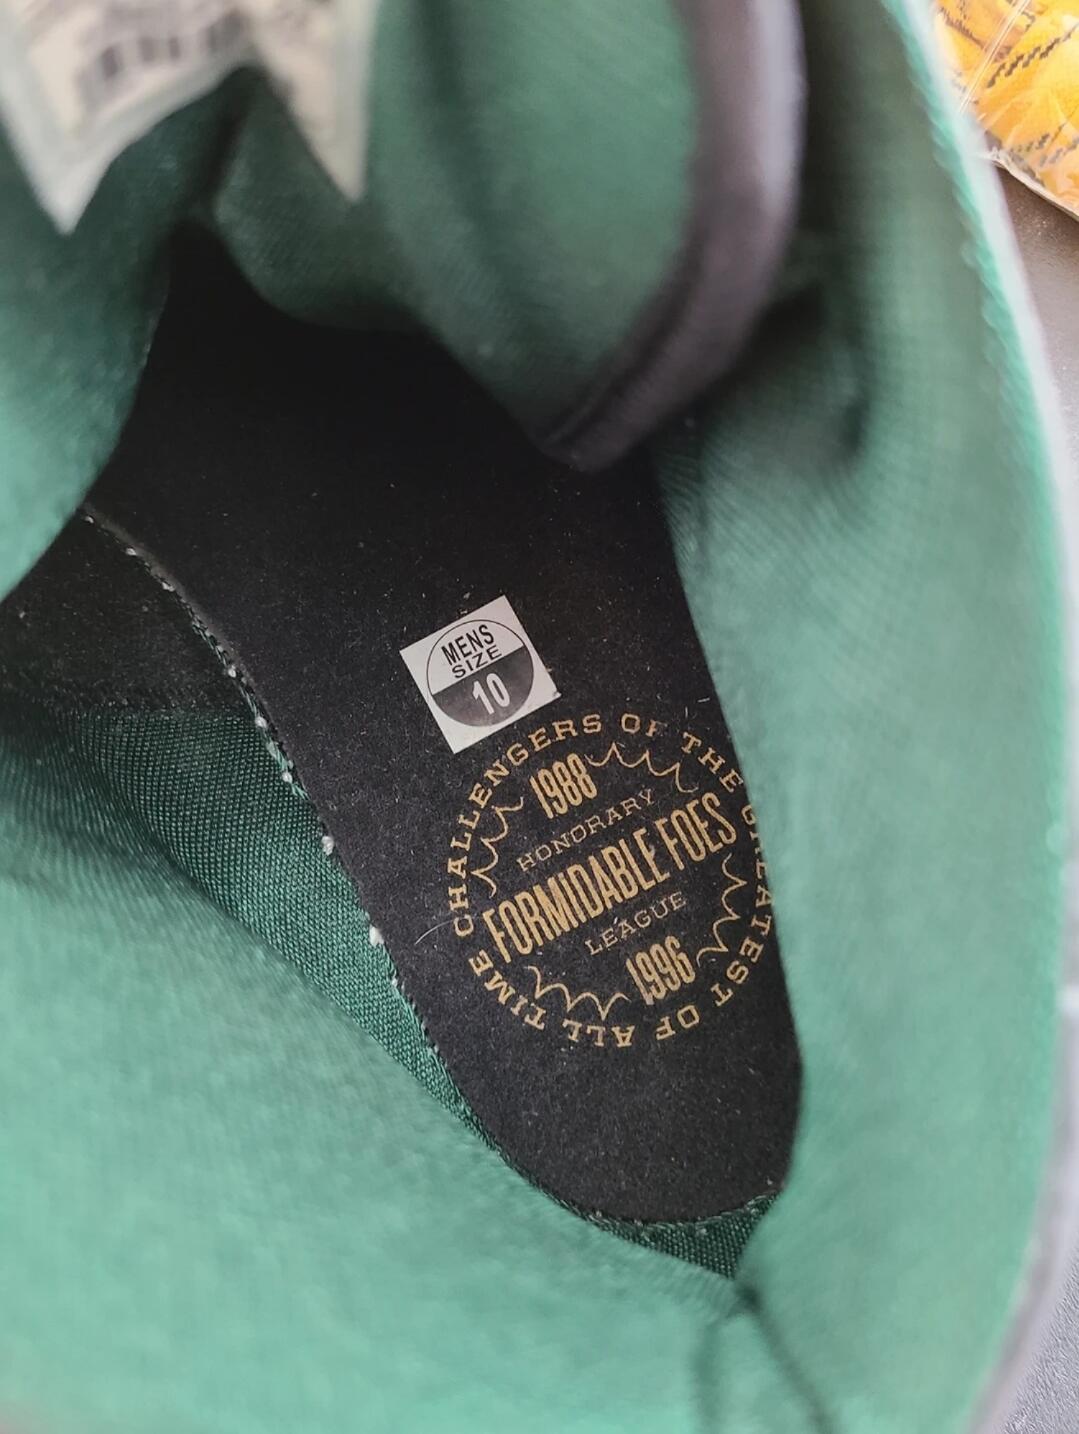 MENS
SIZE
10
CHALLENGERS OF THE GREATEST OF ALL TIME
1988
HONORARY
FORMIDABLE FOES
LEAGUE
1996